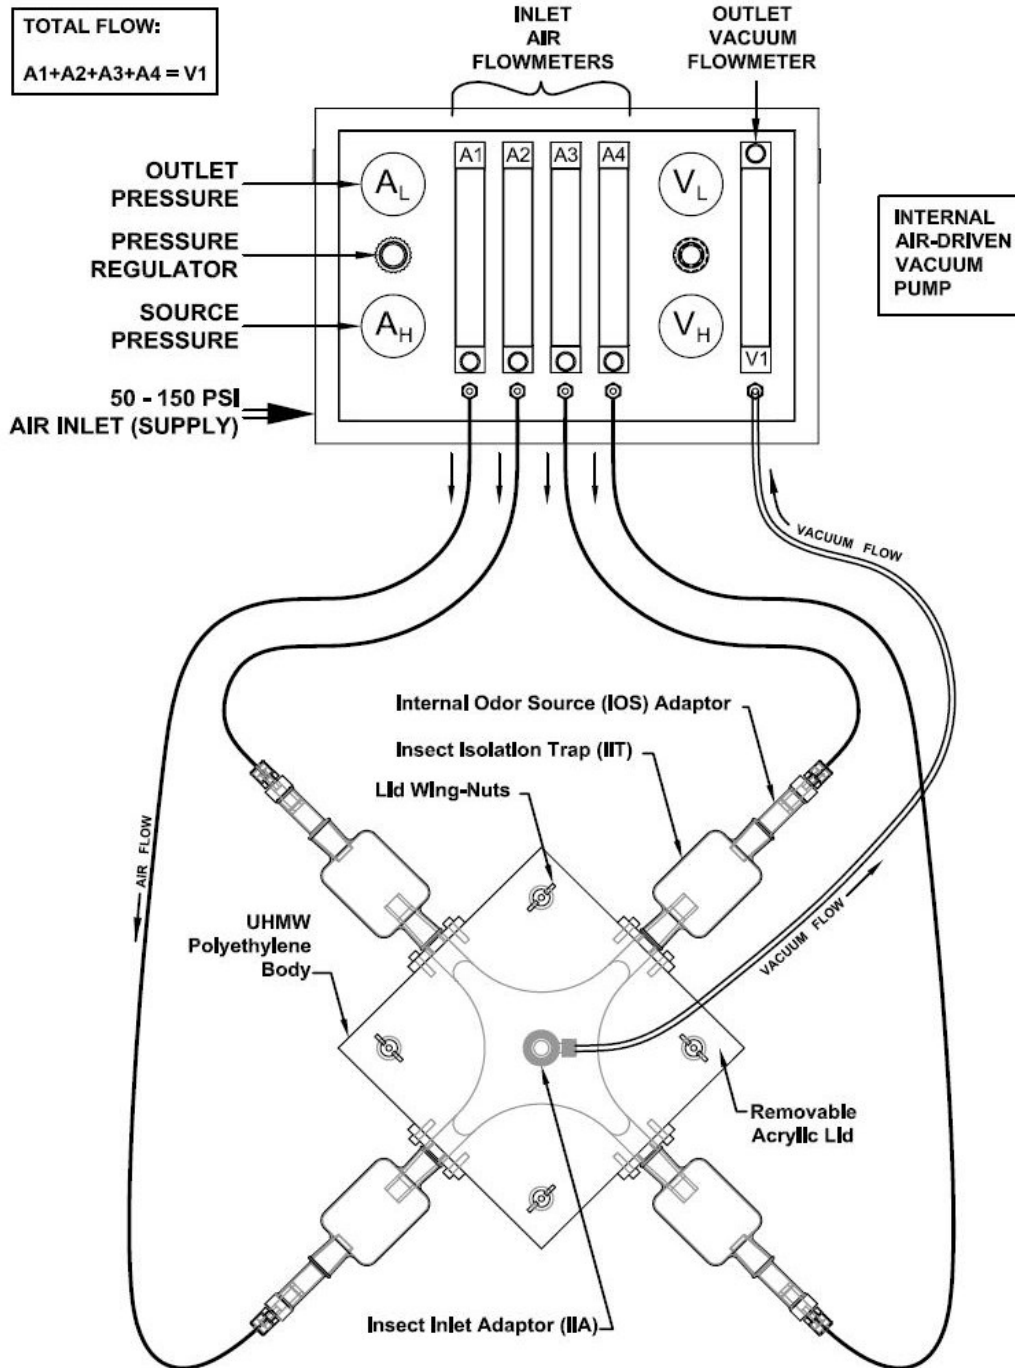 TOTAL FLOW:
A1+A2+A3+A4 = V1
INLET
AIR
FLOWMETERS
OUTLET
VACUUM
FLOWMETER
A1
A2
A3
A4
OUTLET
PRESSURE
AL
VL
PRESSURE
REGULATOR
INTERNAL
AIR-DRIVEN
VACUUM
PUMP
SOURCE
PRESSURE
AH
VH
V1
50 - 150 PSI
AIR INLET (SUPPLY)
VACUUM FLOW
Internal Odor Source (IOS) Adaptor
Insect Isolation Trap (IIT)
Lid Wing-Nuts
AIR FLOW
UHMW
Polyethylene
Body
VACUUM FLOW
Removable
Acrylic Lid
Insect Inlet Adaptor (IIA)